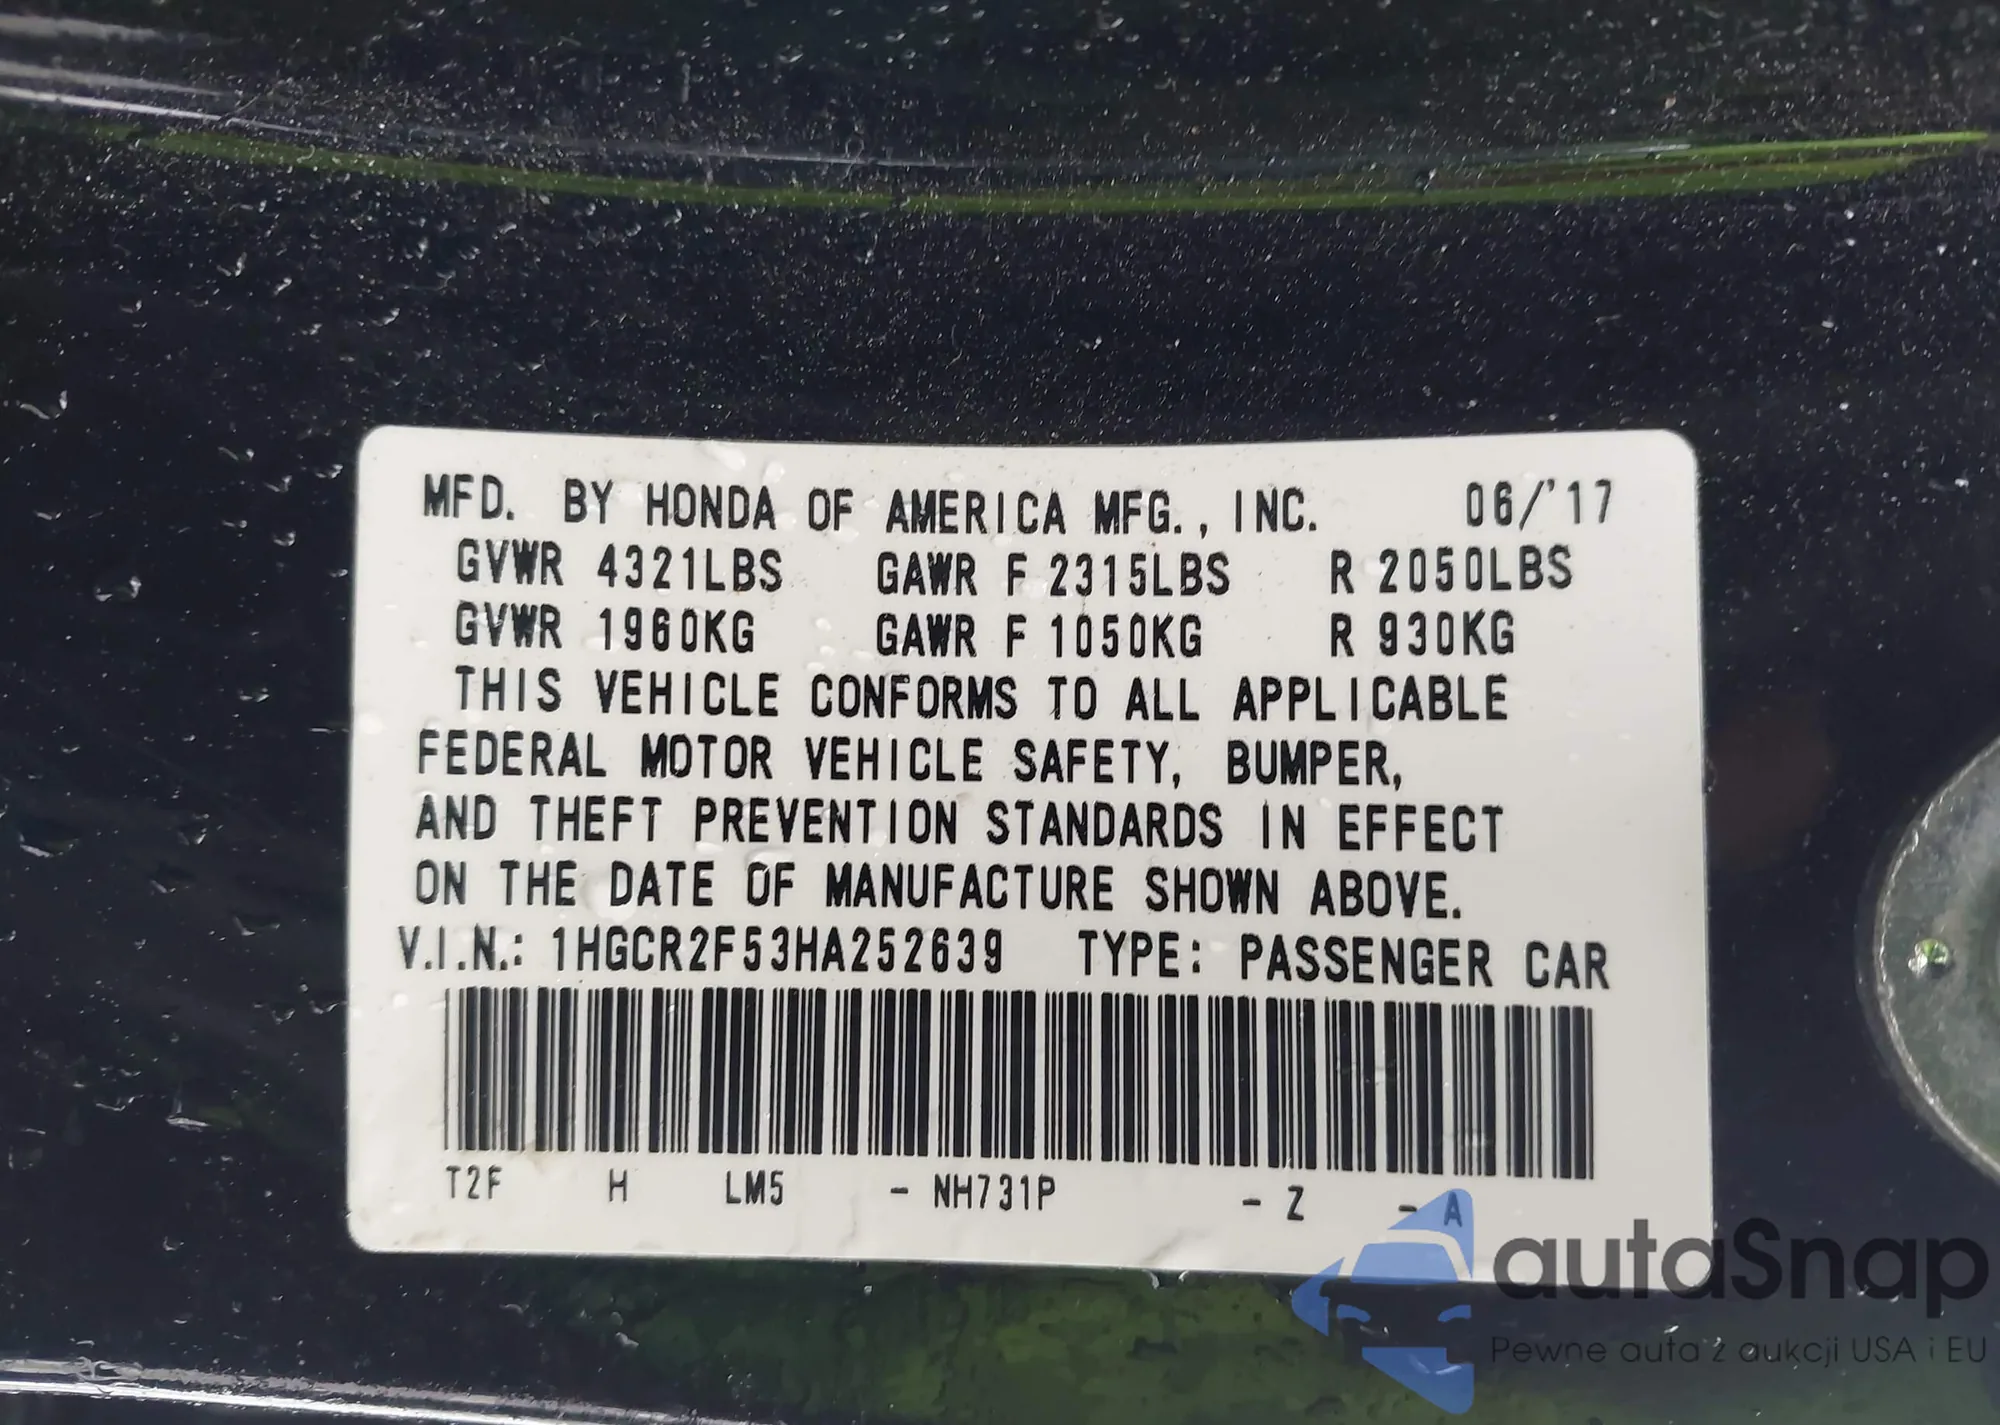 MFD. BY HONDA OF AMERICA MFG., INC. 06/'17
GVWR 4321LBS GAWR F 2315LBS R 2050LBS
GVWR 1960KG GAWR F 1050KG R 930KG
THIS VEHICLE CONFORMS TO ALL APPLICABLE
FEDERAL MOTOR VEHICLE SAFETY, BUMPER,
AND THEFT PREVENTION STANDARDS IN EFFECT
ON THE DATE OF MANUFACTURE SHOWN ABOVE.
V.I.N.: 1HGCR2F53HA252639 TYPE: PASSENGER CAR
T2F H LM5 - NH731P - Z - A
autaSnap
Pewne auta z aukcji USA i EU